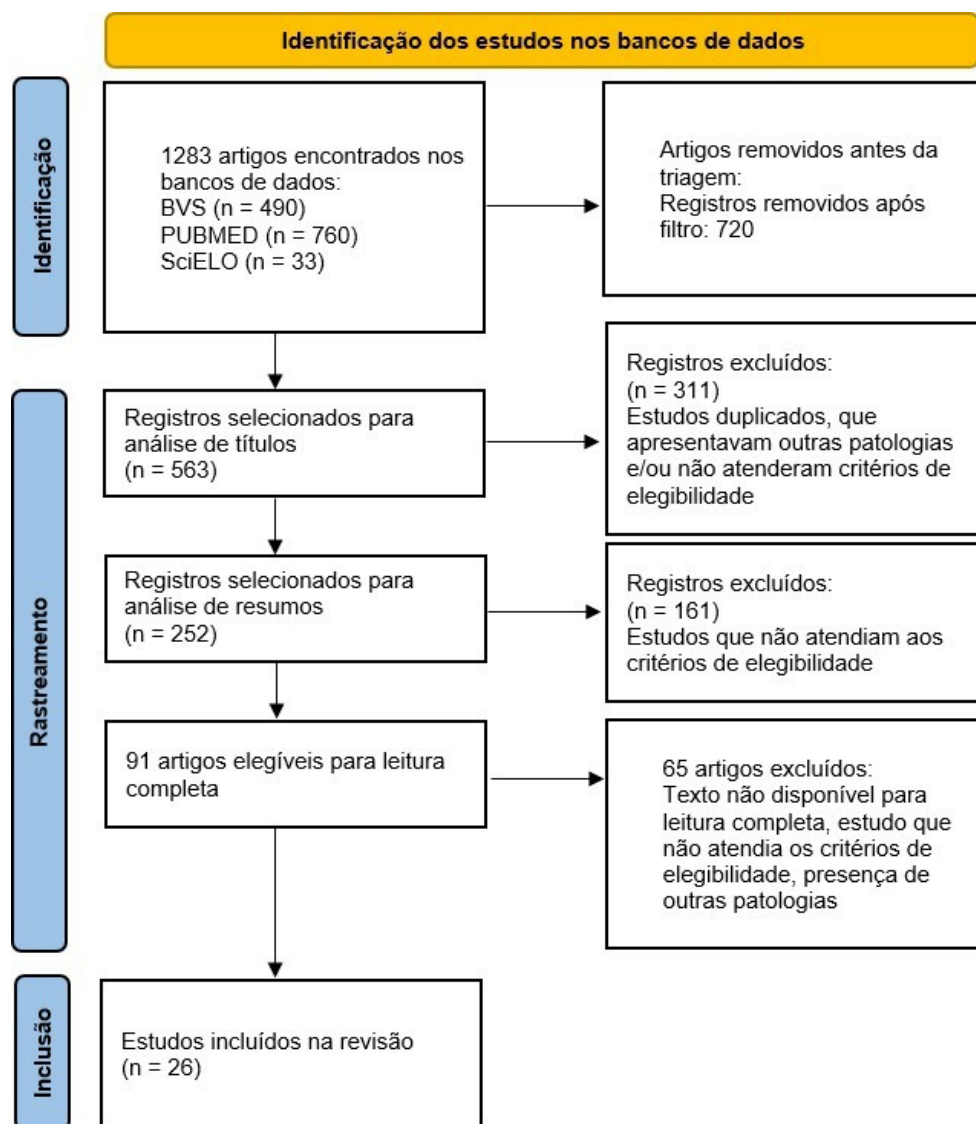 Identificação dos estudos nos bancos de dados
Identificação
1283 artigos encontrados nos
bancos de dados:
BVS (n = 490)
PUBMED (n = 760)
SciELO (n = 33)
Artigos removidos antes da
triagem:
Registros removidos após
filtro: 720
Rastreamento
Registros selecionados para
análise de títulos
(n = 563)
Registros excluídos:
(n = 311)
Estudos duplicados, que
apresentavam outras patologias
e/ou não atenderam critérios de
elegibilidade
Registros selecionados para
análise de resumos
(n = 252)
Registros excluídos:
(n = 161)
Estudos que não atendiam aos
critérios de elegibilidade
91 artigos elegíveis para leitura
completa
65 artigos excluídos:
Texto não disponível para
leitura completa, estudo que
não atendia os critérios de
elegibilidade, presença de
outras patologias
Inclusão
Estudos incluídos na revisão
(n = 26)